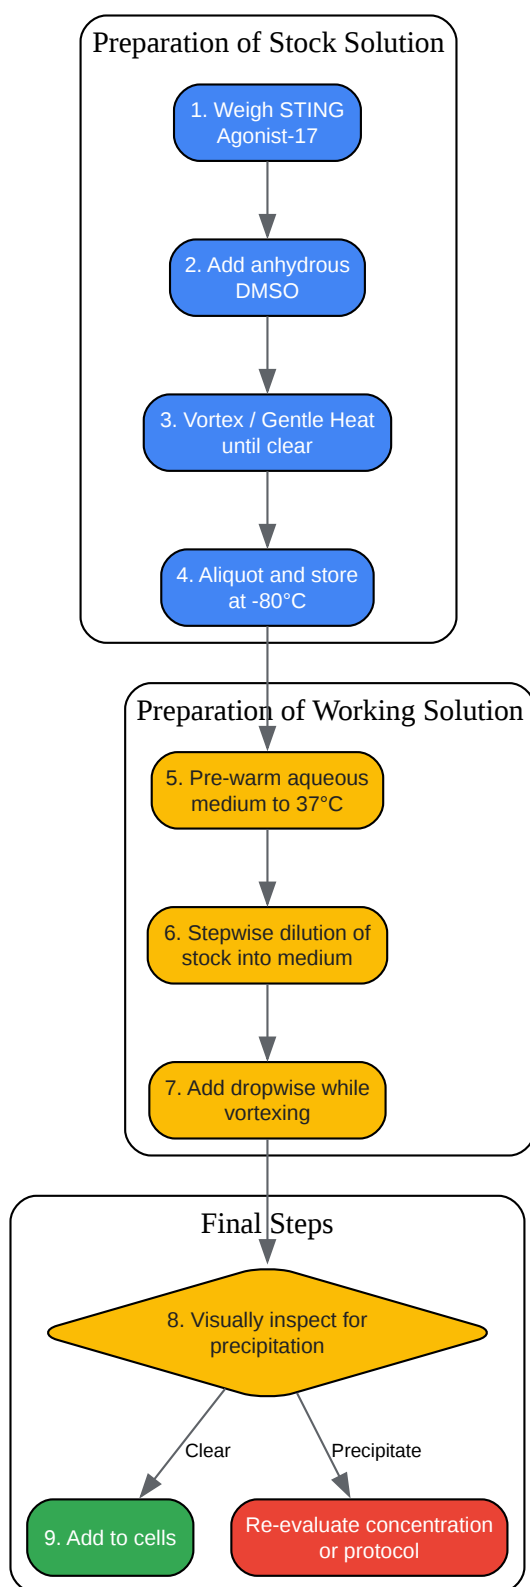 Preparation of Stock Solution
1. Weigh STING
Agonist-17
2. Add anhydrous
DMSO
3. Vortex / Gentle Heat
until clear
4. Aliquot and store
at -80°C
Preparation of Working Solution
5. Pre-warm aqueous
medium to 37°C
6. Stepwise dilution of
stock into medium
7. Add dropwise while
vortexing
Final Steps
8. Visually inspect for
precipitation
Clear
Precipitate
9. Add to cells
Re-evaluate concentration
or protocol